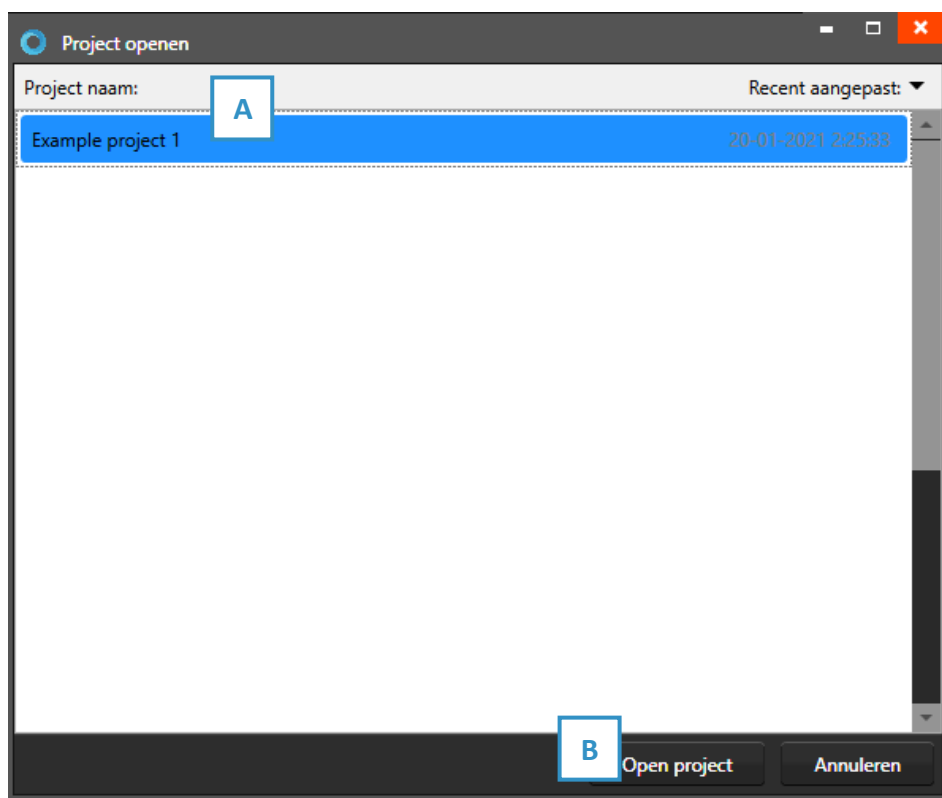 Project openen
Project naam: Recent aangepast:
A
Example project 1 20-01-2021 2:25:33
B
Open project Annuleren